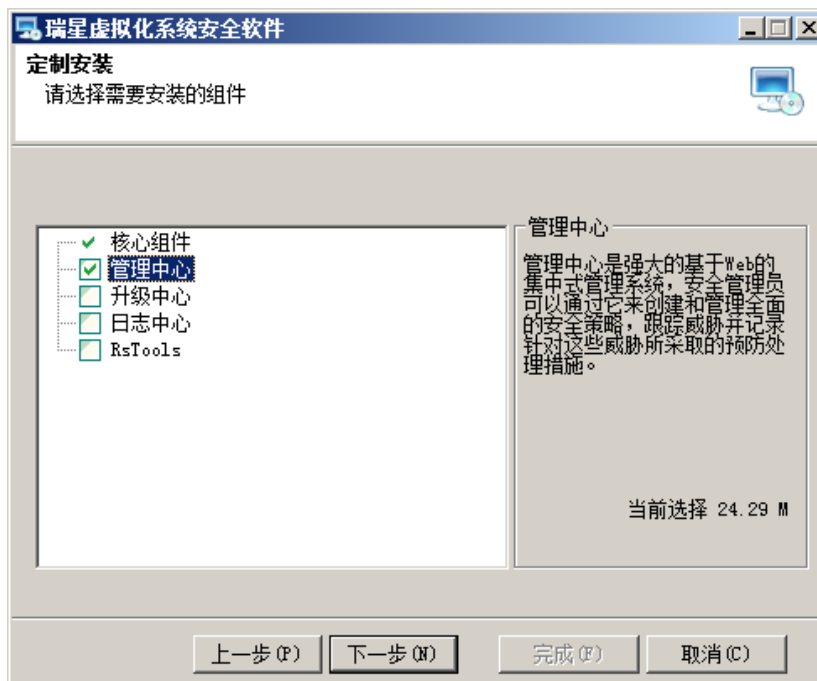 瑞星虚拟化系统安全软件
定制安装
请选择需要安装的组件
核心组件
管理中心
升级中心
日志中心
RsTools
管理中心
管理中心是强大的基于Web的
集中式管理系统，安全管理员
可以通过它来创建和管理全面
的安全策略，跟踪威胁并记录
针对这些威胁所采取的预防处
理措施。
当前选择 24.29 M
上一步(P)
下一步(N)
完成(F)
取消(C)